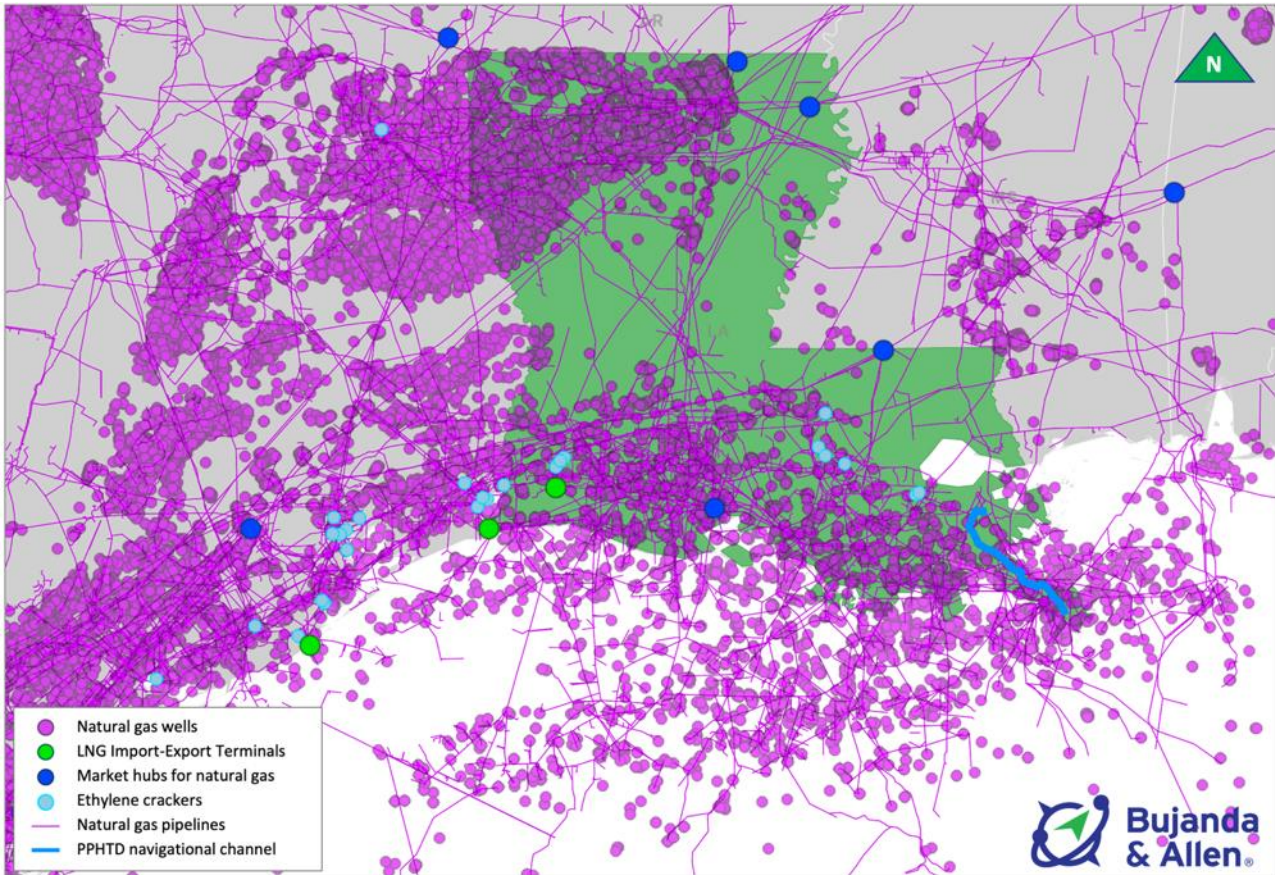 N
LA
Natural gas wells
LNG Import-Export Terminals
Market hubs for natural gas
Ethylene crackers
Natural gas pipelines
PPHTD navigational channel
Bujanda
& Allen®